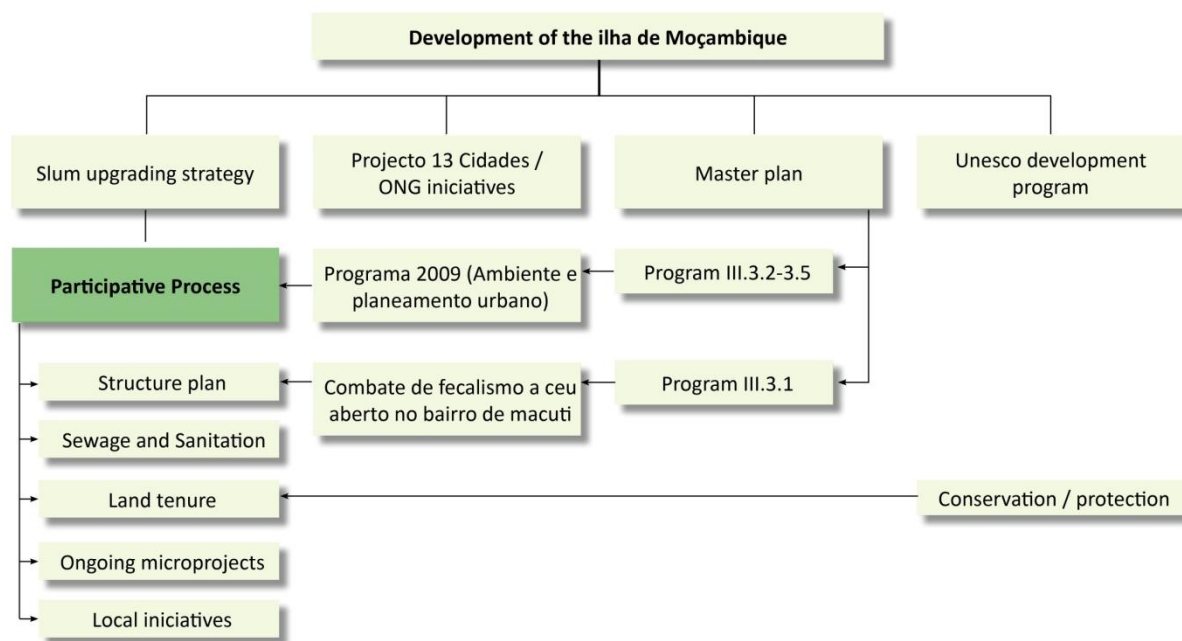 Development of the ilha de Moçambique
Slum upgrading strategy
Projecto 13 Cidades /
ONG iniciatives
Master plan
Unesco development
program
Participative Process
Programa 2009 (Ambiente e
planeamento urbano)
Program III.3.2-3.5
Structure plan
Combate de fecalismo a ceu
aberto no bairro de macuti
Program III.3.1
Sewage and Sanitation
Land tenure
Conservation / protection
Ongoing microprojects
Local iniciatives